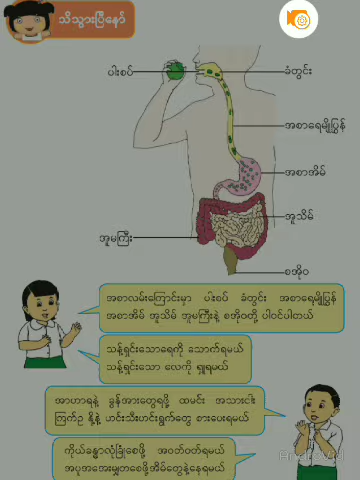 သိသွားပြီနော်
ပါးစပ်
ခံတွင်း
အစာရေမျိုပြွန်
အစာအိမ်
အူသိမ်
အူမကြီး
စအိုဝ
အစာလမ်းကြောင်းမှာ ပါးစပ် ခံတွင်း အစာရေမျိုပြွန်
အစာအိမ် အူသိမ် အူမကြီးနဲ့ စအိုဝတို့ ပါဝင်ပါတယ်
သန့်ရှင်းသောရေကို သောက်ရမယ်
သန့်ရှင်းသော လေကို ရှူရမယ်
အာဟာရနဲ့ ခွန်အားတွေရဖို့ ထမင်း အသားငါး
ကြက်ဥ နို့နဲ့ ဟင်းသီးဟင်းရွက်တွေ စားပေးရမယ်
ကိုယ်ခန္ဓာလုံခြုံစေဖို့ အဝတ်ဝတ်ရမယ်
အပူအအေးမျှတစေဖို့အိမ်တွေနဲ့နေရမယ်